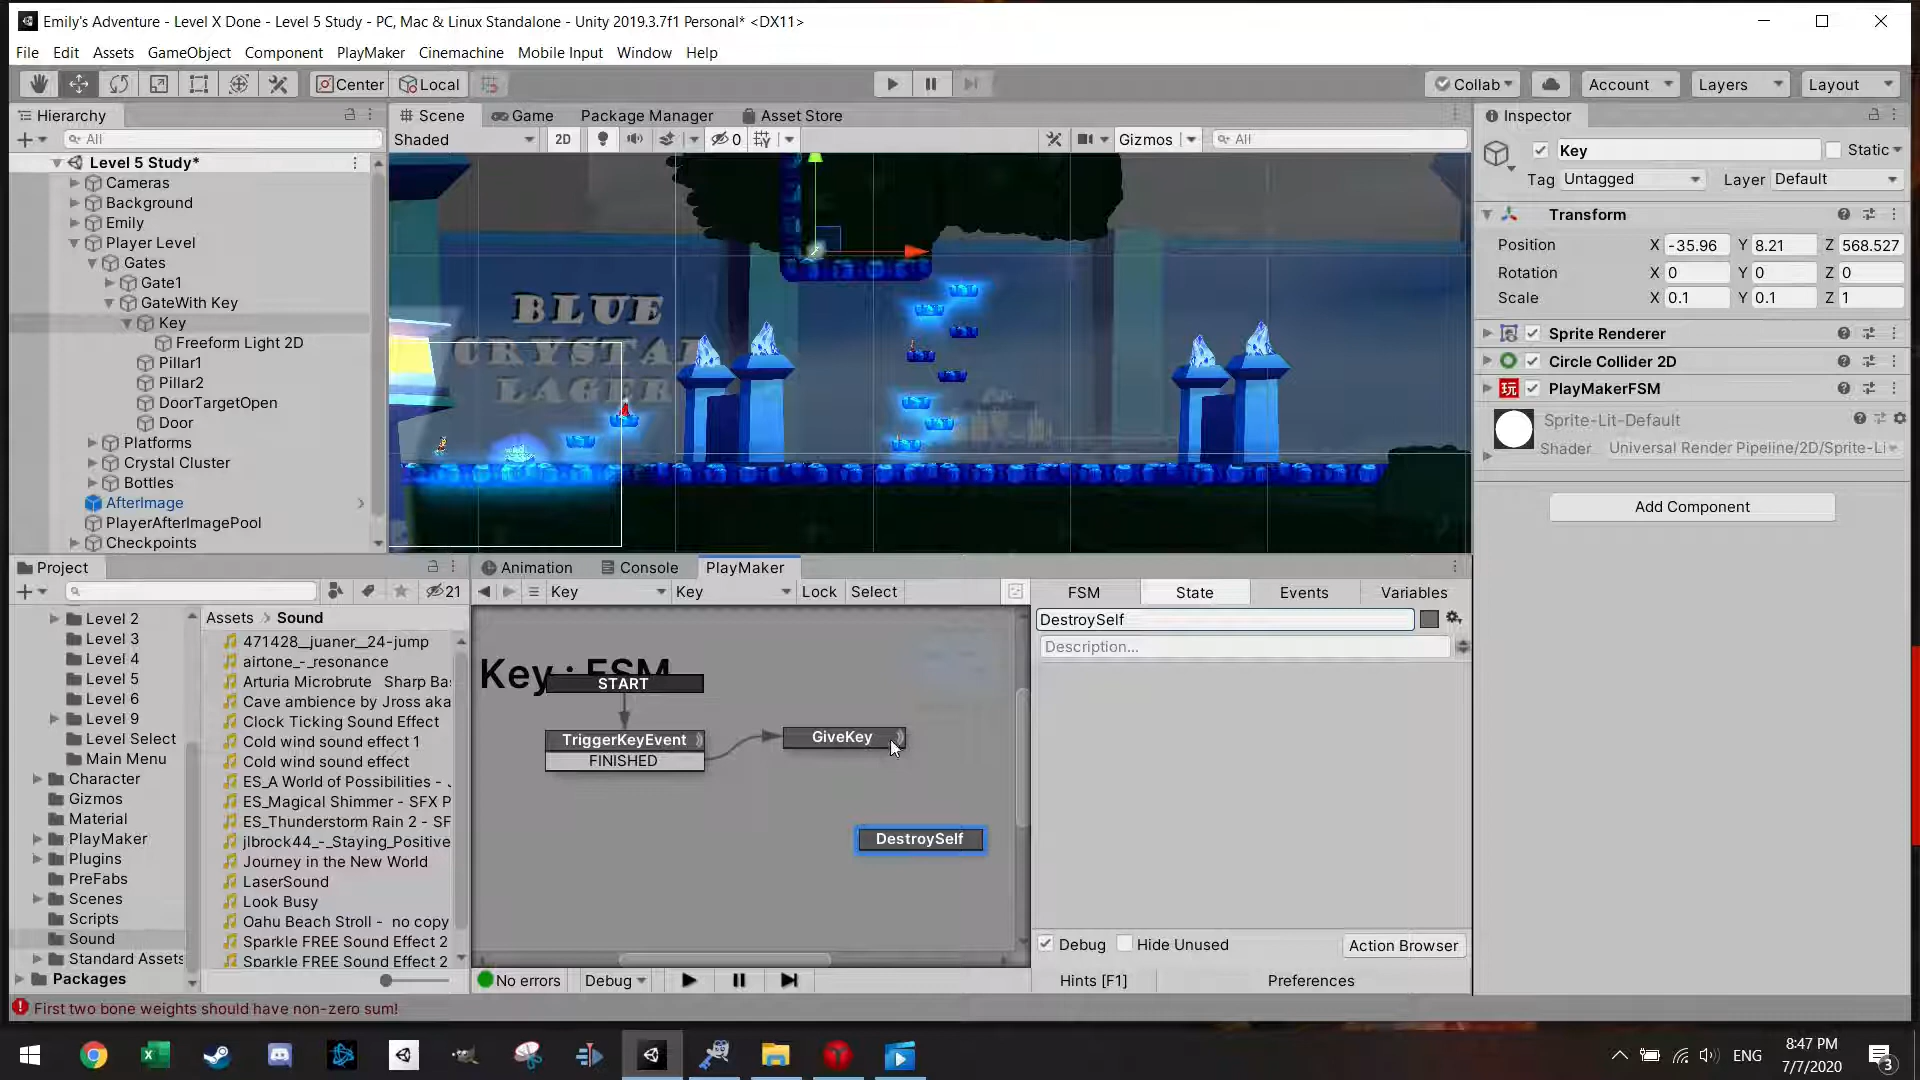 Emily's Adventure - Level X Done - Level 5 Study - PC, Mac & Linux Standalone - Unity 2019.3.7f1 Personal* <DX11>
File Edit Assets GameObject Component PlayMaker Cinemachine Mobile Input Window Help
Center Local
Collab Account Layers Layout
Hierarchy
All
Level 5 Study*
Cameras
Background
Emily
Player Level
Gates
Gate1
GateWith Key
Key
Freeform Light 2D
Pillar1
Pillar2
DoorTargetOpen
Door
Platforms
Crystal Cluster
Bottles
AfterImage
PlayerAfterImagePool
Checkpoints
Scene Game Package Manager Asset Store
Shaded 2D 0 Gizmos All
BLUE
CRYSTAL
LAGER
Inspector
Key Static
Tag Untagged Layer Default
Transform
Position X -35.96 Y 8.21 Z 568.527
Rotation X 0 Y 0 Z 0
Scale X 0.1 Y 0.1 Z 1
Sprite Renderer
Circle Collider 2D
玩 PlayMakerFSM
Sprite-Lit-Default
Shader Universal Render Pipeline/2D/Sprite-Li
Add Component
Project
21
Level 2
Level 3
Level 4
Level 5
Level 6
Level 9
Level Select
Main Menu
Character
Gizmos
Material
PlayMaker
Plugins
PreFabs
Scenes
Scripts
Sound
Standard Assets
Packages
Assets > Sound
471428__juaner__24-jump
airtone_-_resonance
Arturia Microbrute Sharp Ba
Cave ambience by Jross aka
Clock Ticking Sound Effect
Cold wind sound effect 1
Cold wind sound effect
ES_A World of Possibilities -
ES_Magical Shimmer - SFX P
ES_Thunderstorm Rain 2 - SF
jlbrock44_-_Staying_Positive
Journey in the New World
LaserSound
Look Busy
Oahu Beach Stroll - no copy
Sparkle FREE Sound Effect 2
Sparkle FREE Sound Effect 2
Animation Console PlayMaker
Key Key Lock Select
Key : FSM
START
TriggerKeyEvent
FINISHED
GiveKey
DestroySelf
No errors Debug
FSM State Events Variables
DestroySelf
Description...
Debug Hide Unused Action Browser
Hints [F1] Preferences
First two bone weights should have non-zero sum!
ENG
8:47 PM
7/7/2020
3